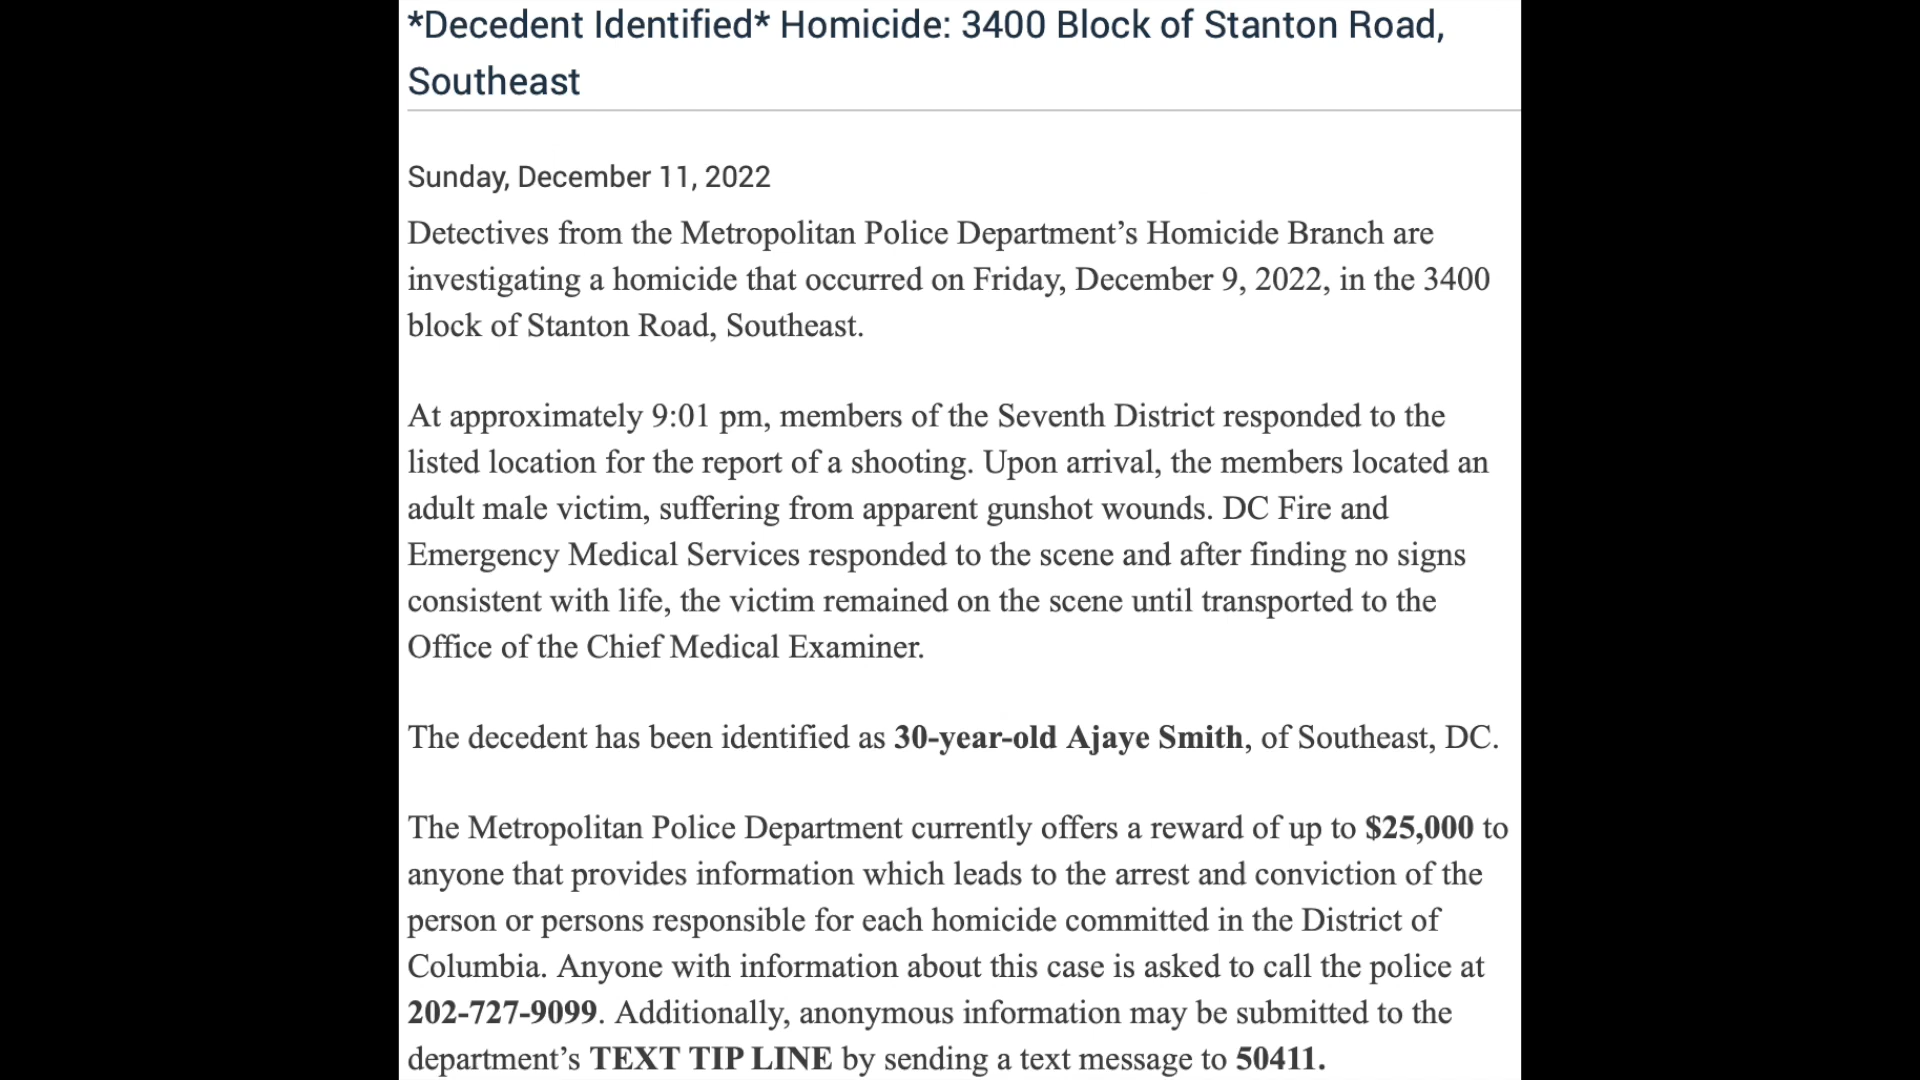 *Decedent Identified* Homicide: 3400 Block of Stanton Road,
Southeast
Sunday, December 11, 2022
Detectives from the Metropolitan Police Department’s Homicide Branch are
investigating a homicide that occurred on Friday, December 9, 2022, in the 3400
block of Stanton Road, Southeast.
At approximately 9:01 pm, members of the Seventh District responded to the
listed location for the report of a shooting. Upon arrival, the members located an
adult male victim, suffering from apparent gunshot wounds. DC Fire and
Emergency Medical Services responded to the scene and after finding no signs
consistent with life, the victim remained on the scene until transported to the
Office of the Chief Medical Examiner.
The decedent has been identified as 30-year-old Ajaye Smith, of Southeast, DC.
The Metropolitan Police Department currently offers a reward of up to $25,000 to
anyone that provides information which leads to the arrest and conviction of the
person or persons responsible for each homicide committed in the District of
Columbia. Anyone with information about this case is asked to call the police at
202-727-9099. Additionally, anonymous information may be submitted to the
department’s TEXT TIP LINE by sending a text message to 50411.